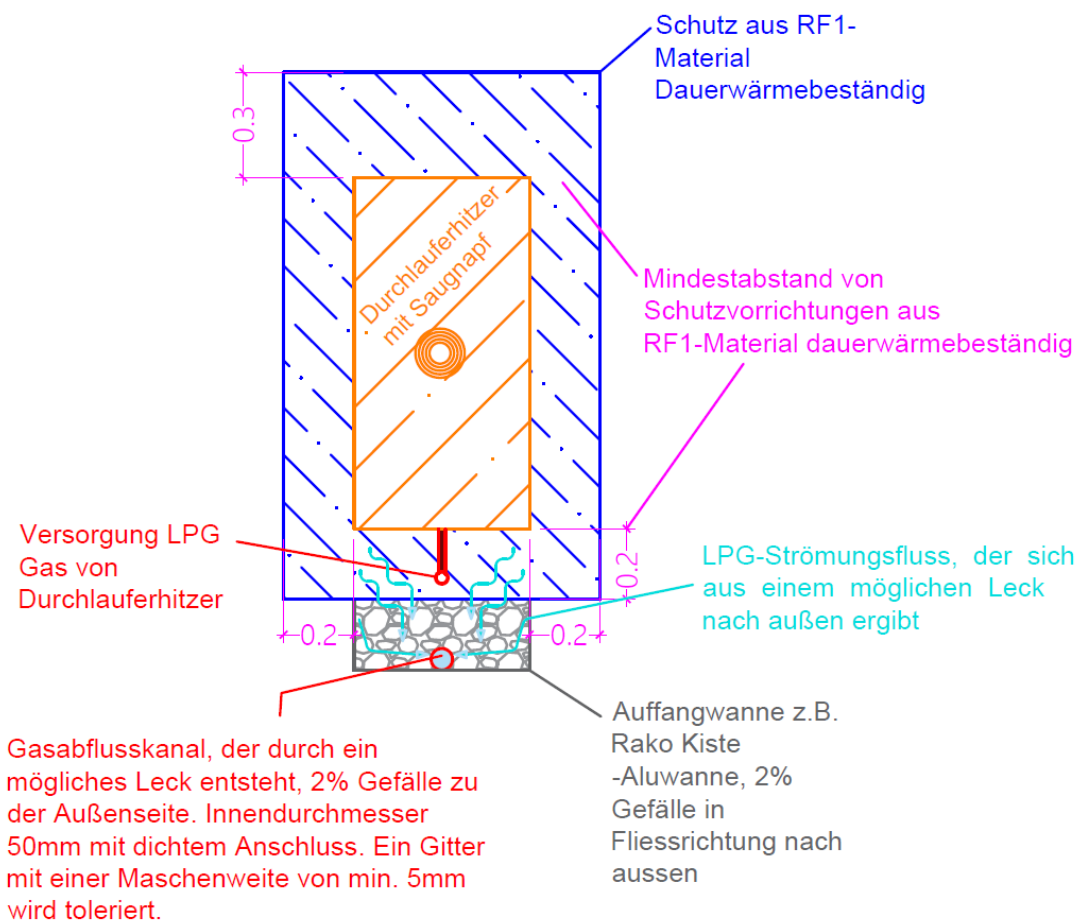 Schutz aus RF1-
Material
Dauerwärmebeständig
0.3
Durchlauferhitzer
mit Saugnapf
Mindestabstand von
Schutzvorrichtungen aus
RF1-Material dauerwärmebeständig
Versorgung LPG
Gas von
Durchlauferhitzer
0.2
LPG-Strömungsfluss, der sich
aus einem möglichen Leck
nach außen ergibt
0.2
0.2
Auffangwanne z.B.
Rako Kiste
-Aluwanne, 2%
Gefälle in
Fliessrichtung nach
aussen
Gasabflusskanal, der durch ein
mögliches Leck entsteht, 2% Gefälle zu
der Außenseite. Innendurchmesser
50mm mit dichtem Anschluss. Ein Gitter
mit einer Maschenweite von min. 5mm
wird toleriert.